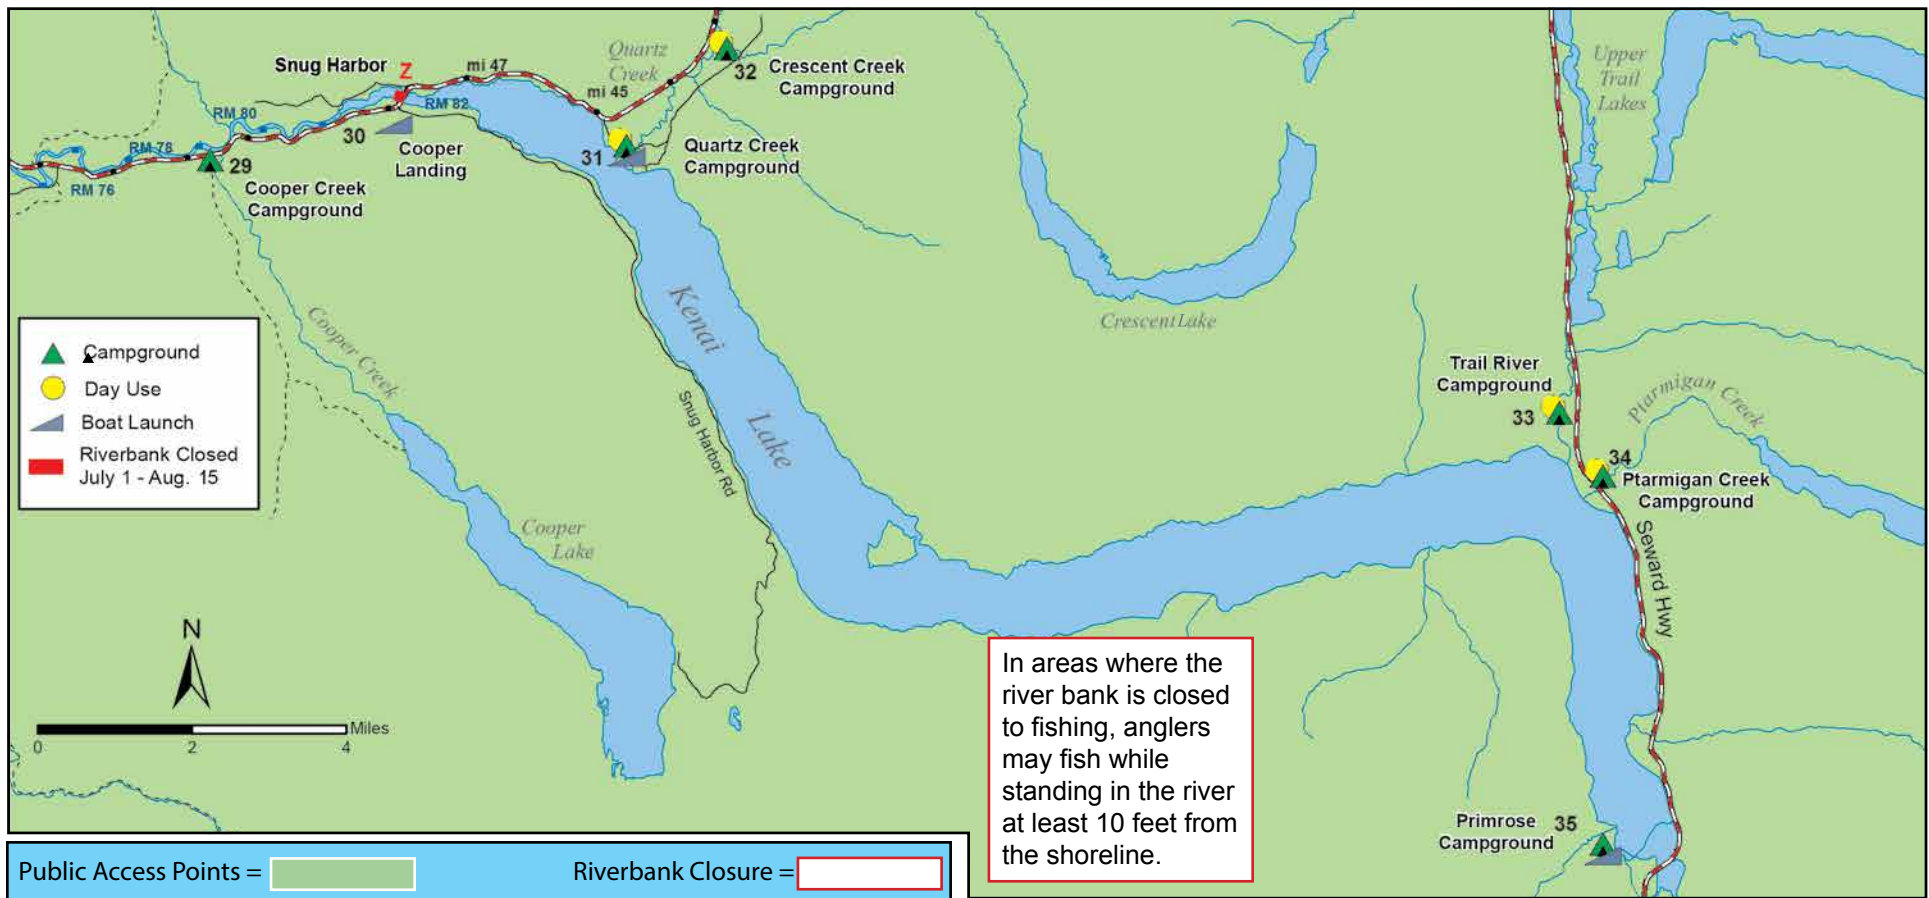 Snug Harbor
Z
mi 47
Quartz
Creek
mi 45
32
Crescent Creek
Campground
RM 80
RM 82
30
Cooper
Landing
31
Quartz Creek
Campground
RM 78
RM 76
29
Cooper Creek
Campground
Upper
Trail
Lakes
Kenai
Lake
Crescent Lake
Cooper Creek
Snug Harbor Rd
Cooper
Lake
Trail River
Campground
33
Ptarmigan Creek
34
Ptarmigan Creek
Campground
Seward Hwy
Primrose
Campground
35
Campground
Day Use
Boat Launch
Riverbank Closed
July 1 - Aug. 15
N
Miles
0 2 4
In areas where the
river bank is closed
to fishing, anglers
may fish while
standing in the river
at least 10 feet from
the shoreline.
Public Access Points =
Riverbank Closure =